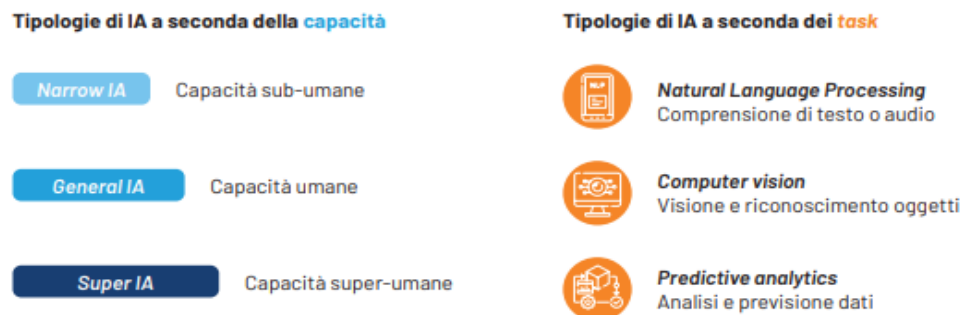 Tipologie di IA a seconda della capacità
Narrow IA
Capacità sub-umane
General IA
Capacità umane
Super IA
Capacità super-umane
Tipologie di IA a seconda dei task
NLP
Natural Language Processing
Comprensione di testo o audio
Computer vision
Visione e riconoscimento oggetti
Predictive analytics
Analisi e previsione dati